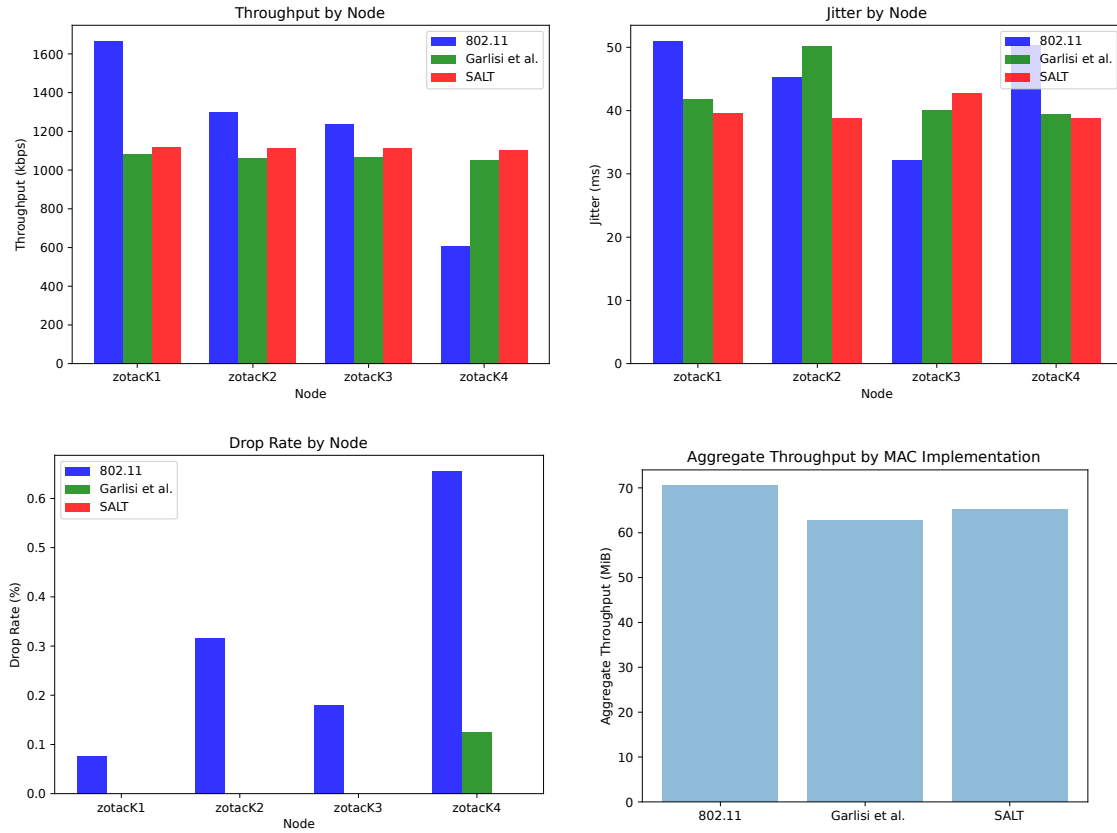 Throughput by Node
Throughput (kbps)
1600
1400
1200
1000
800
600
400
200
0
802.11
Garlisi et al.
SALT
zotacK1 zotacK2 zotacK3 zotacK4
Node
Jitter by Node
Jitter (ms)
50
40
30
20
10
0
802.11
Garlisi et al.
SALT
zotacK1 zotacK2 zotacK3 zotacK4
Node
Drop Rate by Node
Drop Rate (%)
0.6
0.5
0.4
0.3
0.2
0.1
0.0
802.11
Garlisi et al.
SALT
zotacK1 zotacK2 zotacK3 zotacK4
Node
Aggregate Throughput by MAC Implementation
Aggregate Throughput (MiB)
70
60
50
40
30
20
10
0
802.11 Garlisi et al. SALT